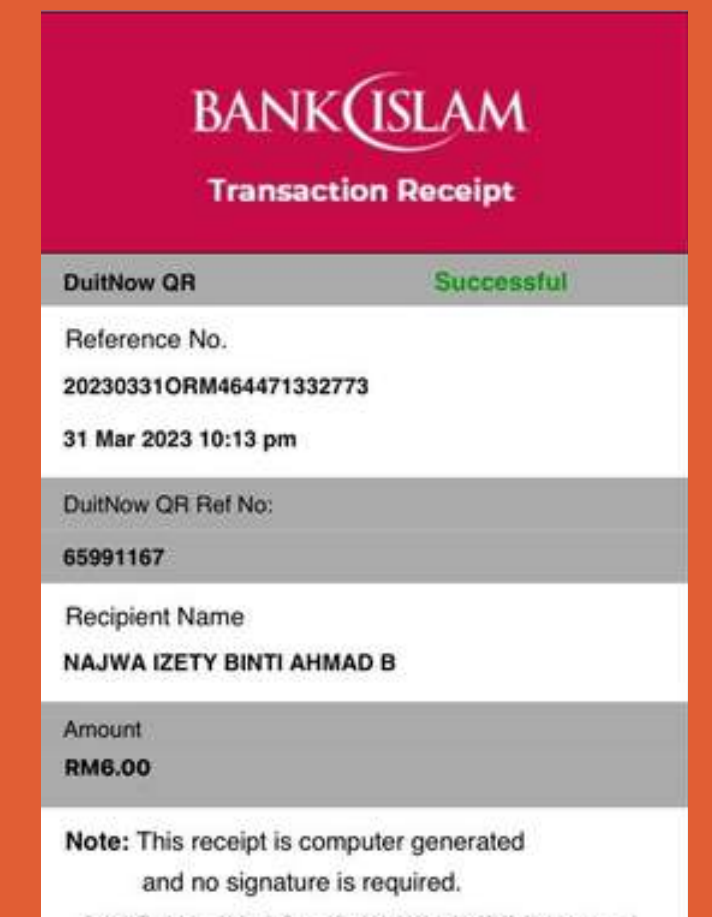 BANK ISLAM
Transaction Receipt
DuitNow QR Successful
Reference No.
20230331ORM464471332773
31 Mar 2023 10:13 pm
DuitNow QR Ref No:
65991167
Recipient Name
NAJWA IZETY BINTI AHMAD B
Amount
RM6.00
Note: This receipt is computer generated
and no signature is required.